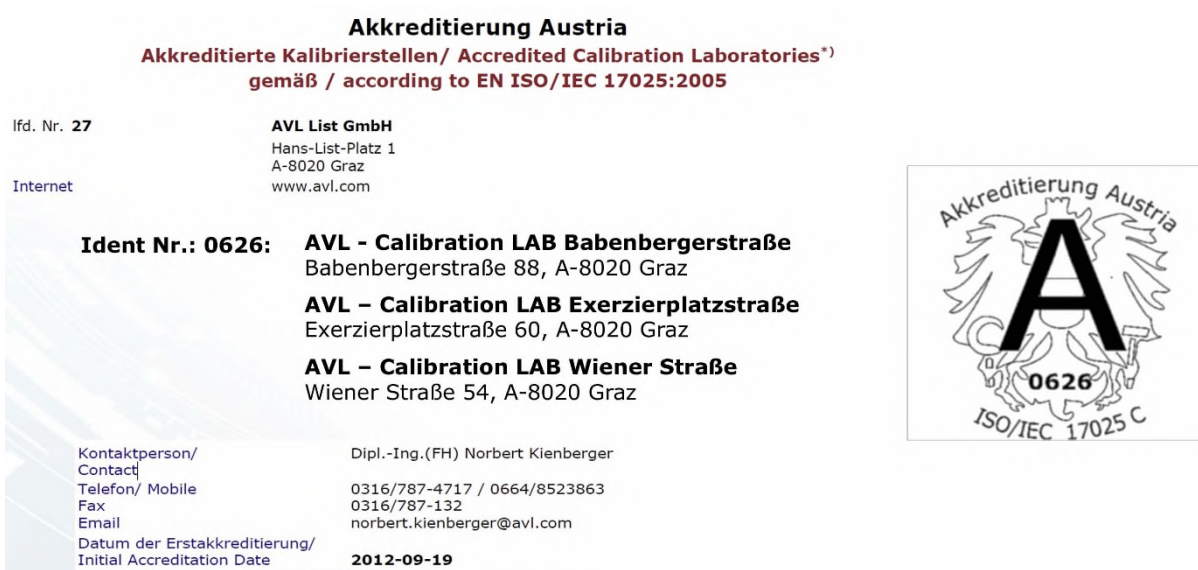 Akkreditierung Austria
Akkreditierte Kalibrierstellen/ Accredited Calibration Laboratories*)
gemäß / according to EN ISO/IEC 17025:2005
lfd. Nr. 27
AVL List GmbH
Hans-List-Platz 1
A-8020 Graz
Internet
www.avl.com
Ident Nr.: 0626:
AVL - Calibration LAB Babenbergerstraße
Babenbergerstraße 88, A-8020 Graz
AVL – Calibration LAB Exerzierplatzstraße
Exerzierplatzstraße 60, A-8020 Graz
AVL – Calibration LAB Wiener Straße
Wiener Straße 54, A-8020 Graz
Akkreditierung Austria
A
0626
ISO/IEC 17025 C
Kontaktperson/
Contact
Dipl.-Ing.(FH) Norbert Kienberger
Telefon/ Mobile
0316/787-4717 / 0664/8523863
Fax
0316/787-132
Email
norbert.kienberger@avl.com
Datum der Erstakkreditierung/
Initial Accreditation Date
2012-09-19